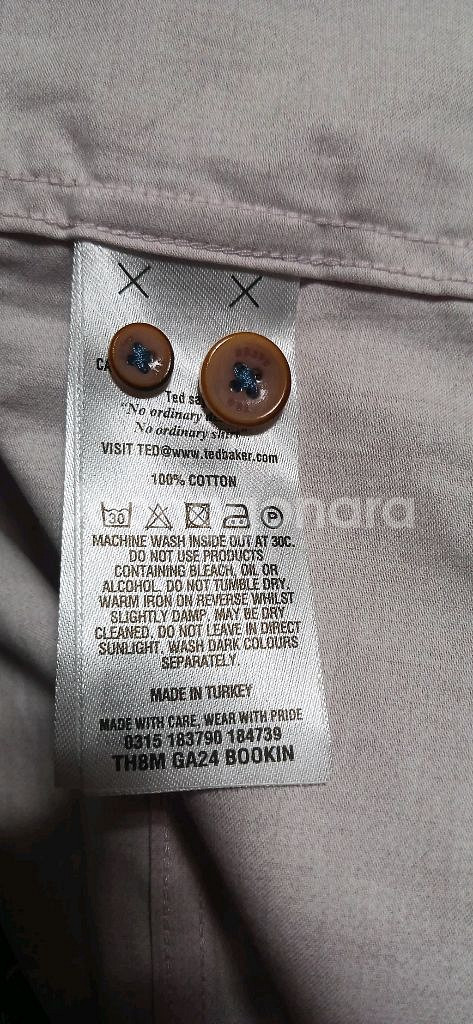 CA
Ted sa
"No ordinary
No ordinary shirt"
VISIT TED@www.tedbaker.com
100% COTTON
30 P
nara
MACHINE WASH INSIDE OUT AT 30C.
DO NOT USE PRODUCTS
CONTAINING BLEACH, OIL OR
ALCOHOL. DO NOT TUMBLE DRY.
WARM IRON ON REVERSE WHILST
SLIGHTLY DAMP. MAY BE DRY
CLEANED. DO NOT LEAVE IN DIRECT
SUNLIGHT. WASH DARK COLOURS
SEPARATELY.
MADE IN TURKEY
MADE WITH CARE, WEAR WITH PRIDE
0315 183790 184739
TH8M GA24 BOOKIN